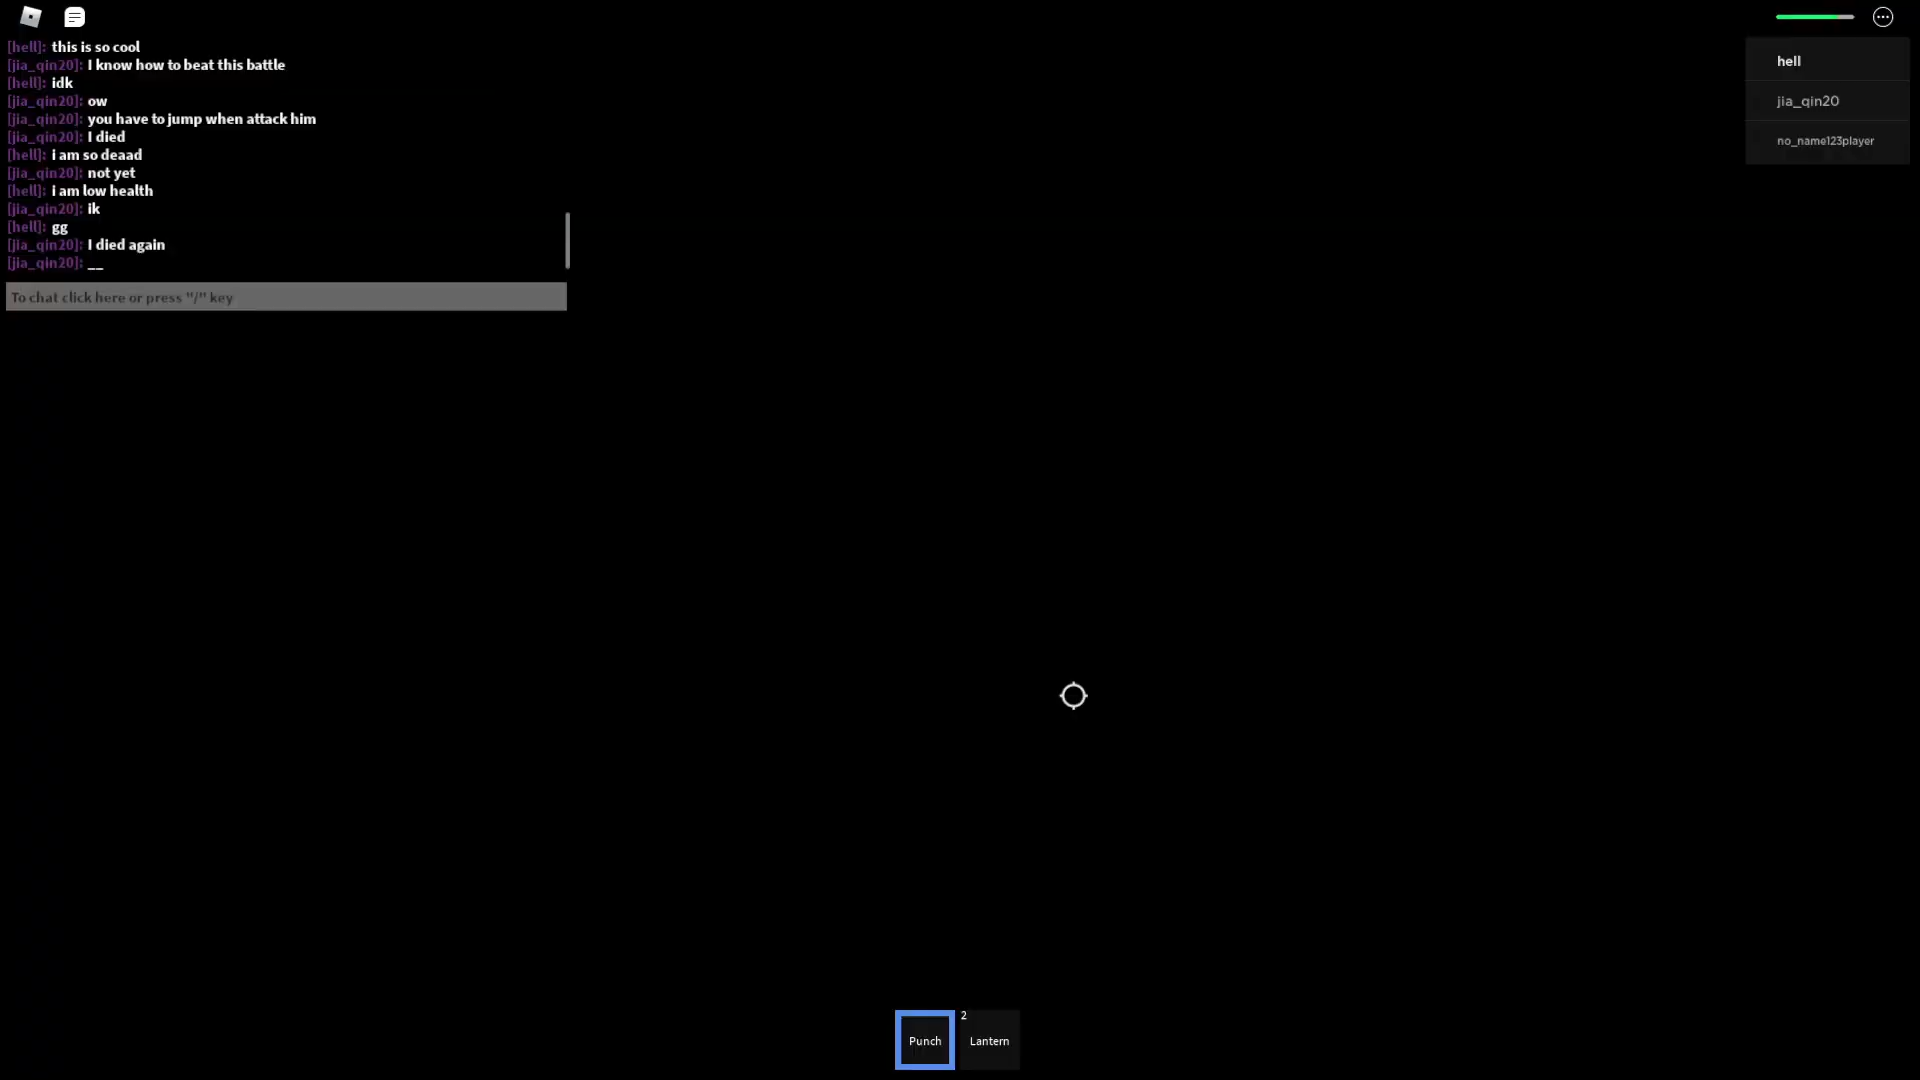 [hell]: this is so cool
[jia_qin20]: I know how to beat this battle
[hell]: idk
[jia_qin20]: ow
[jia_qin20]: you have to jump when attack him
[jia_qin20]: I died
[hell]: i am so deaad
[jia_qin20]: not yet
[hell]: i am low health
[jia_qin20]: ik
[hell]: gg
[jia_qin20]: I died again
[jia_qin20]: __
To chat click here or press "/" key
hell
jia_qin20
no_name123player
Punch
2
Lantern